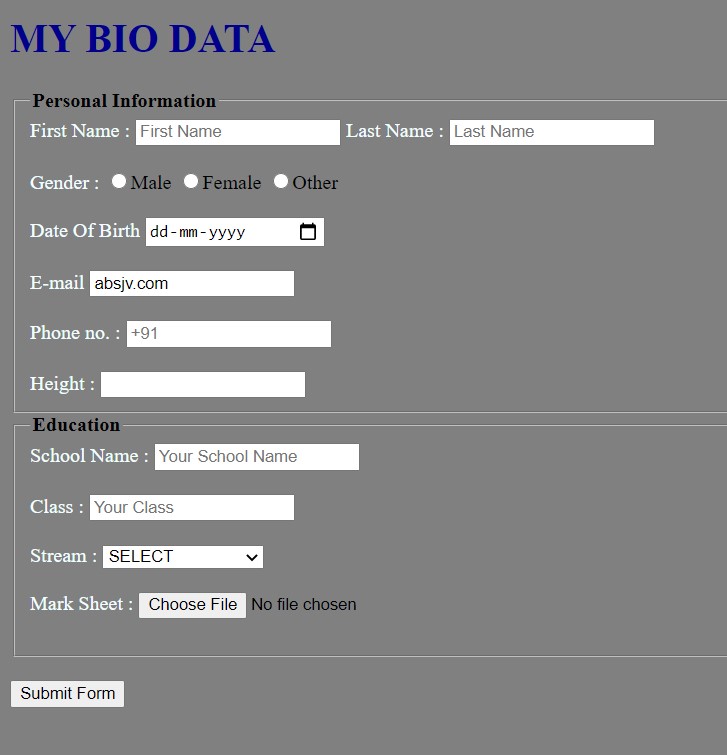 MY BIO DATA
Personal Information
First Name : First Name Last Name : Last Name
Gender : Male Female Other
Date Of Birth dd-mm-yyyy
E-mail absjv.com
Phone no. : +91
Height :
Education
School Name : Your School Name
Class : Your Class
Stream : SELECT
Mark Sheet : Choose File No file chosen
Submit Form